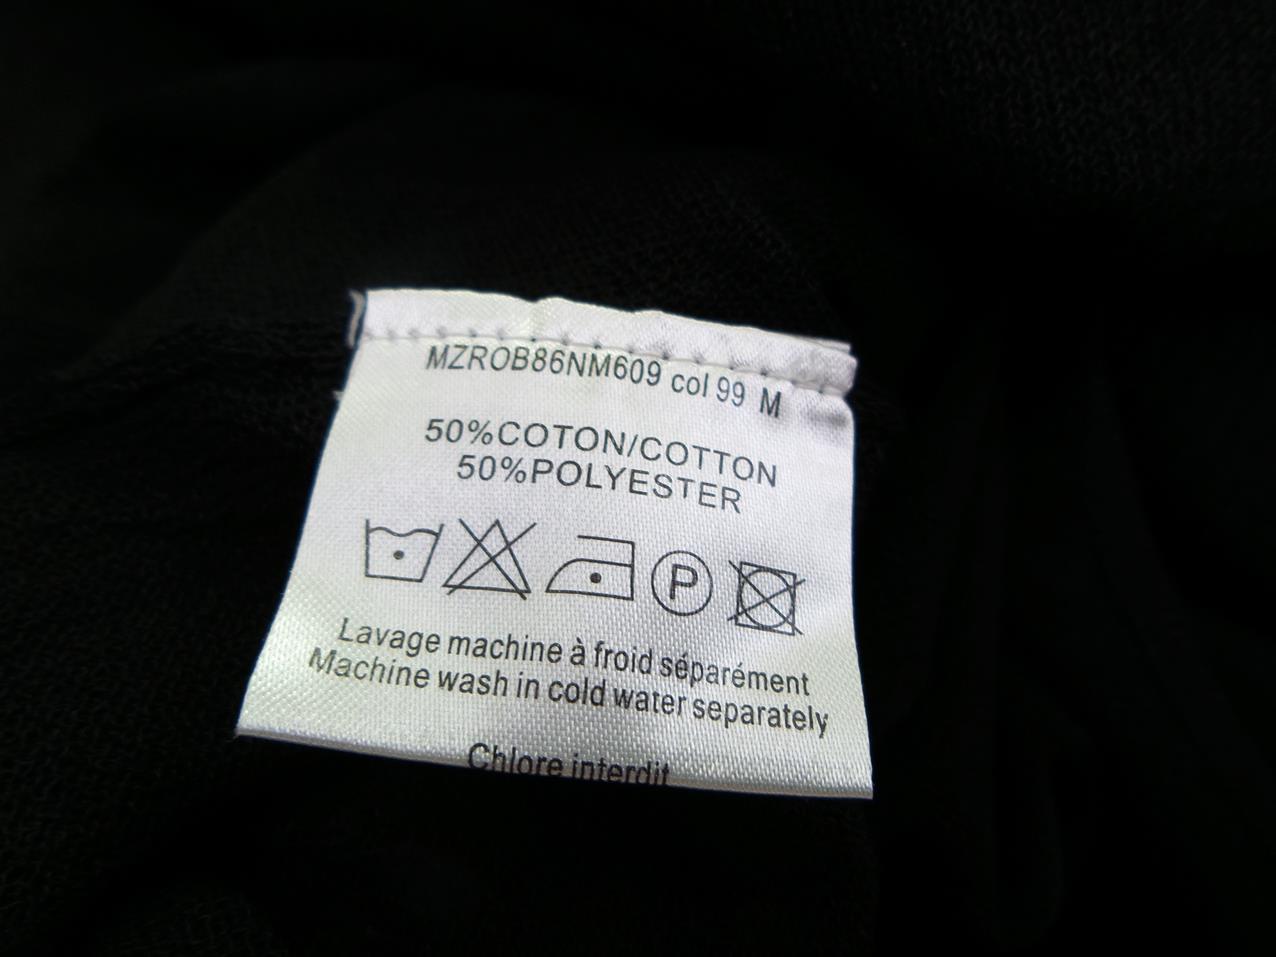 MZROB86NM609 col 99 M
50%COTON/COTTON
50%POLYESTER
P
Lavage machine à froid séparément
Machine wash in cold water separately
Chlore interdit